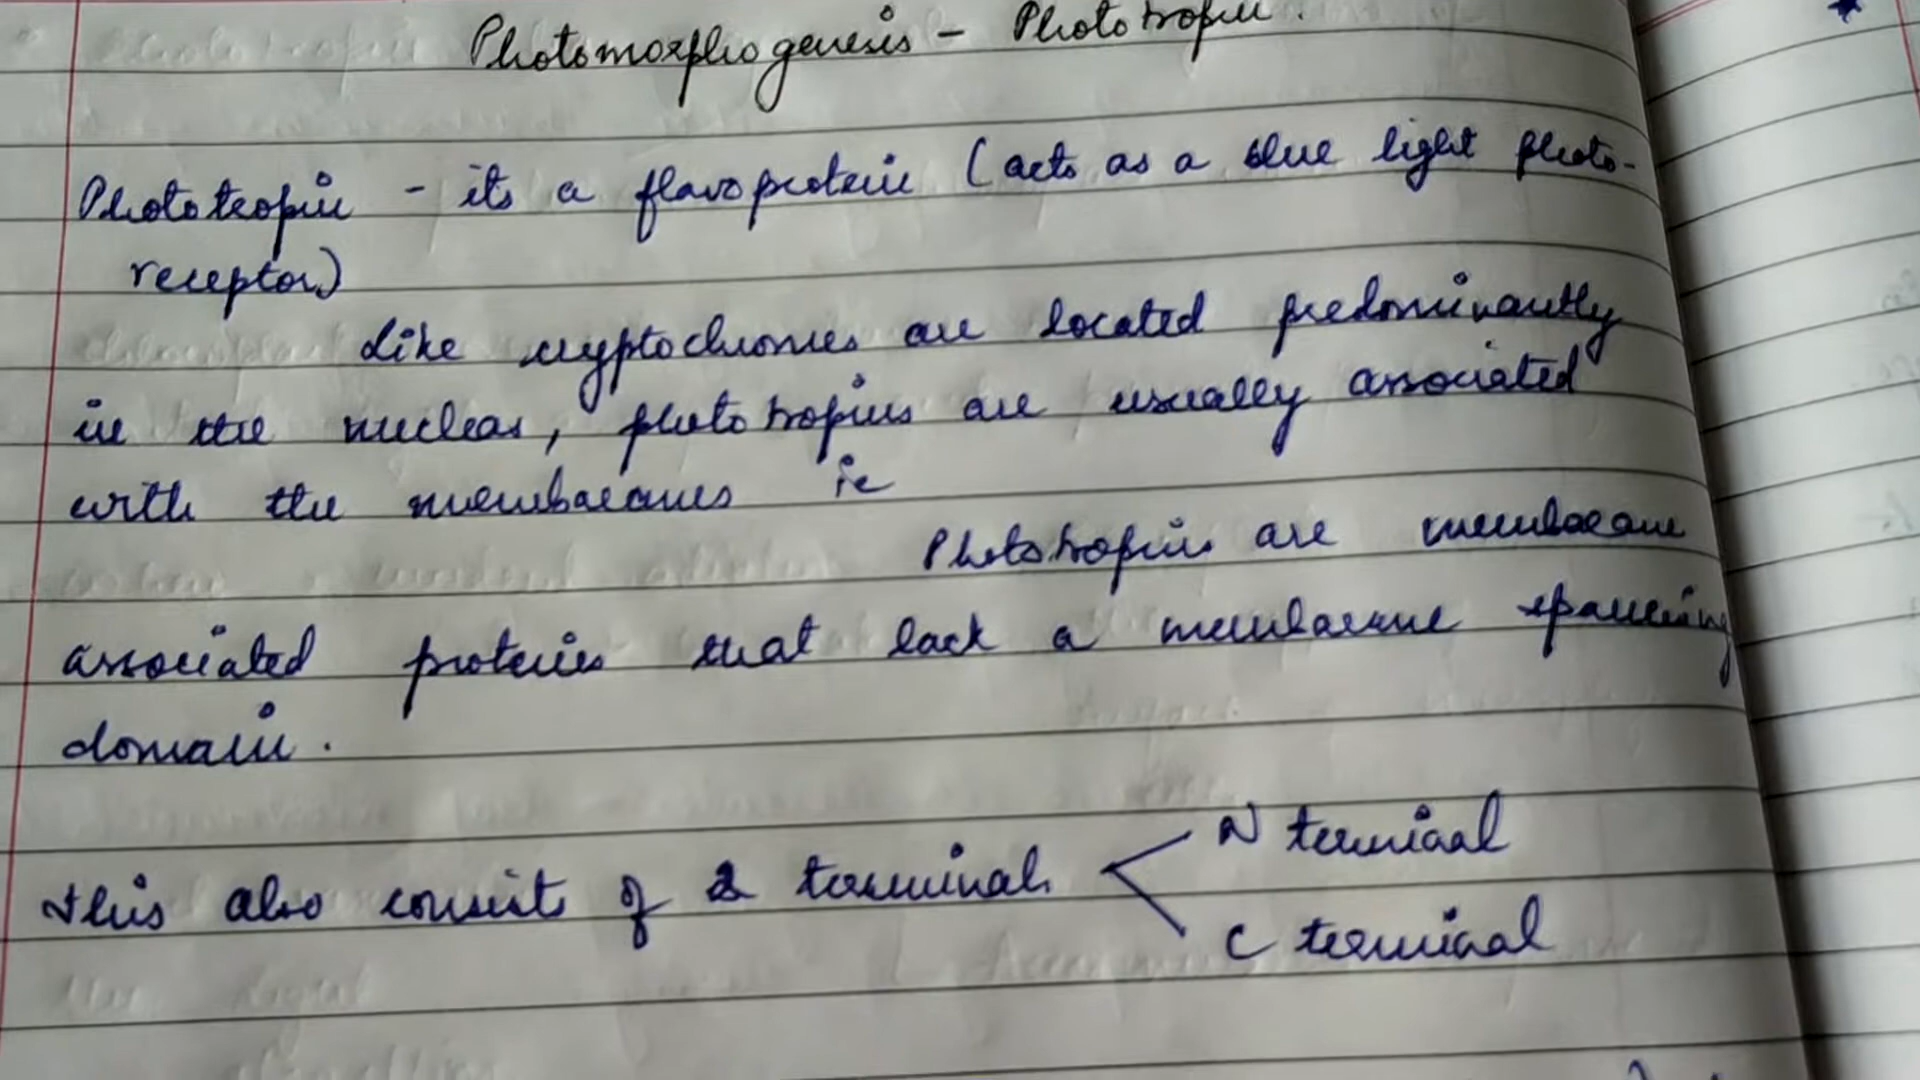 Photomorphogenesis - Phototropin.
Phototropin - its a flavoprotein (acts as a blue light photo-
receptor)
Like cryptochromes are located predominantly
in the nucleas, phototropins are usually associated
with the membranes ie
Phototropins are membrane
associated proteins that lack a membrane spanning
domain.
This also consists of 2 terminal.
N terminal
C terminal